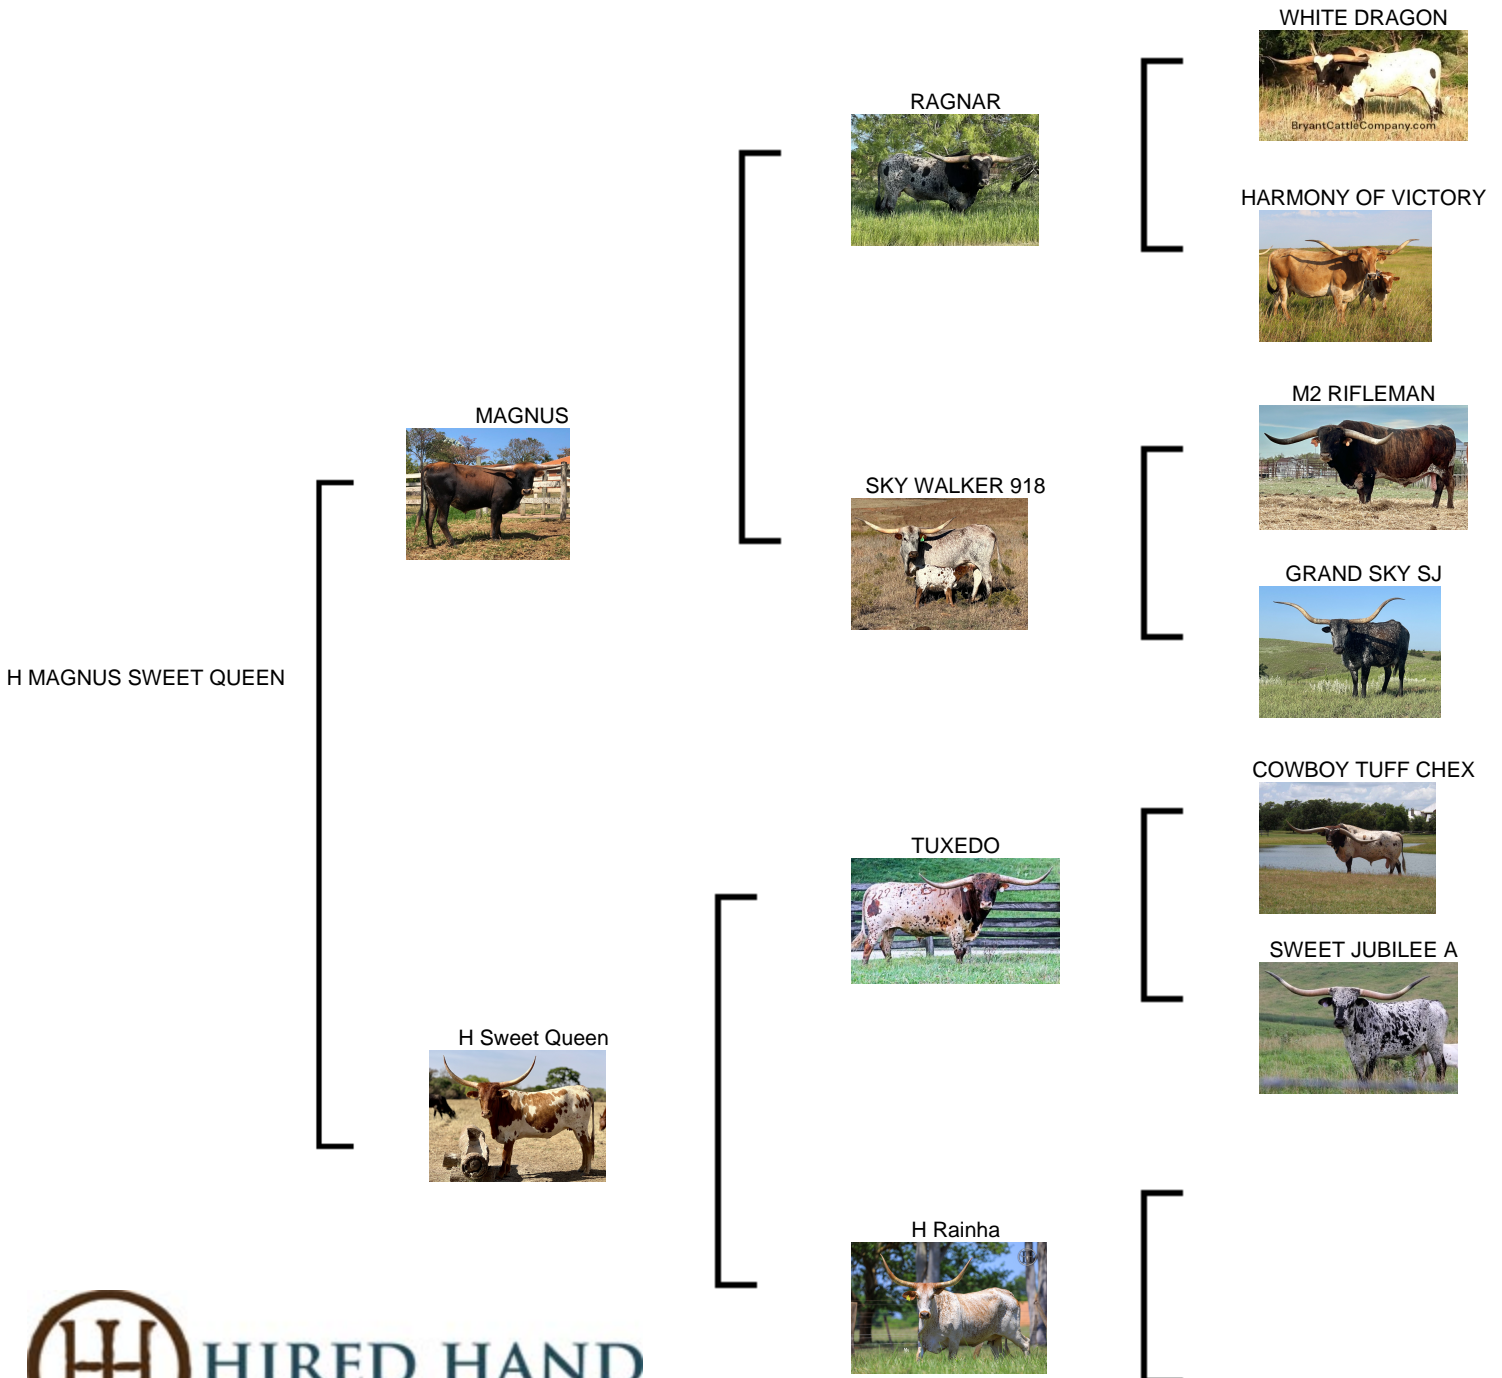 WHITE DRAGON
BryantCattleCompany.com
RAGNAR
HARMONY OF VICTORY
M2 RIFLEMAN
MAGNUS
SKY WALKER 918
GRAND SKY SJ
H MAGNUS SWEET QUEEN
COWBOY TUFF CHEX
TUXEDO
SWEET JUBILEE A
H Sweet Queen
H Rainha
HIRED HAND